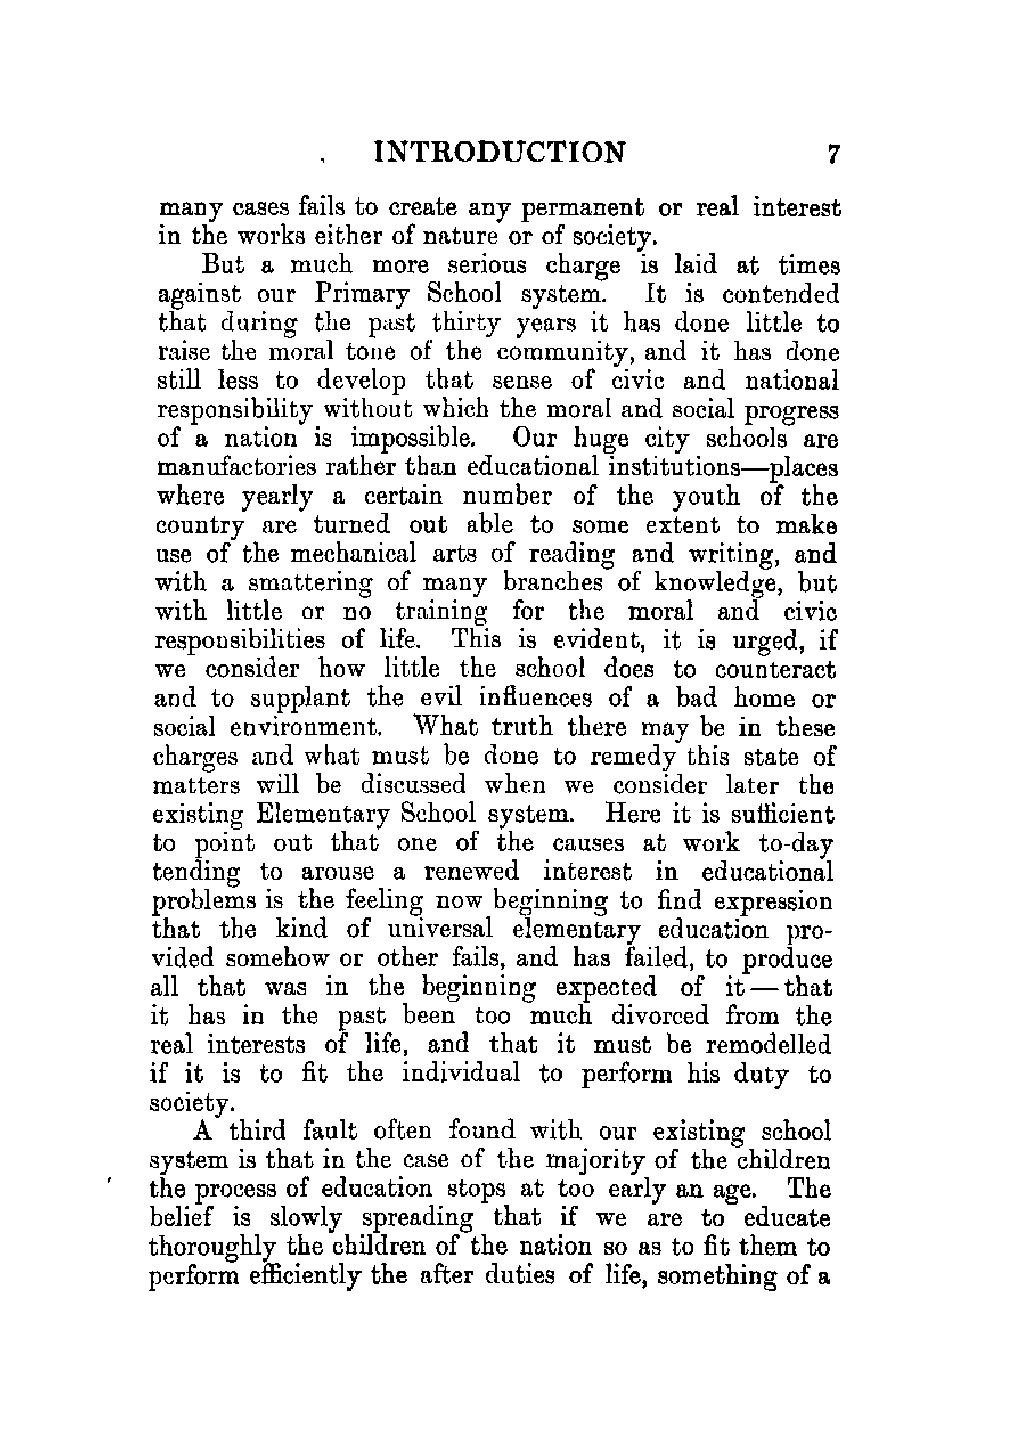 INTRODUCTION 7
many cases fails to create any permanent or real interest
in the works either of nature or of society.
But a much more serious charge is laid at times
against our Primary School system. It is contended
that during the past thirty years it has done little to
raise the moral tone of the community, and it has done
still less to develop that sense of civic and national
responsibility without which the moral and social progress
of a nation is impossible. Our huge city schools are
manufactories rather than educational institutions—places
where yearly a certain number of the youth of the
country are turned out able to some extent to make
use of the mechanical arts of reading and writing, and
with a smattering of many branches of knowledge, but
with little or no training for the moral and civic
responsibilities of life. This is evident, it is urged, if
we consider how little the school does to counteract
and to supplant the evil influences of a bad home or
social environment. What truth there may be in these
charges and what must be done to remedy this state of
matters will be discussed when we consider later the
existing Elementary School system. Here it is sufficient
to point out that one of the causes at work to-day
tending to arouse a renewed interest in educational
problems is the feeling now beginning to find expression
that the kind of universal elementary education pro-
vided somehow or other fails, and has failed, to produce
all that was in the beginning expected of it—that
it has in the past been too much divorced from the
real interests of life, and that it must be remodelled
if it is to fit the individual to perform his duty to
society.
A third fault often found with our existing school
system is that in the case of the majority of the children
the process of education stops at too early an age. The
belief is slowly spreading that if we are to educate
thoroughly the children of the nation so as to fit them to
perform efficiently the after duties of life, something of a